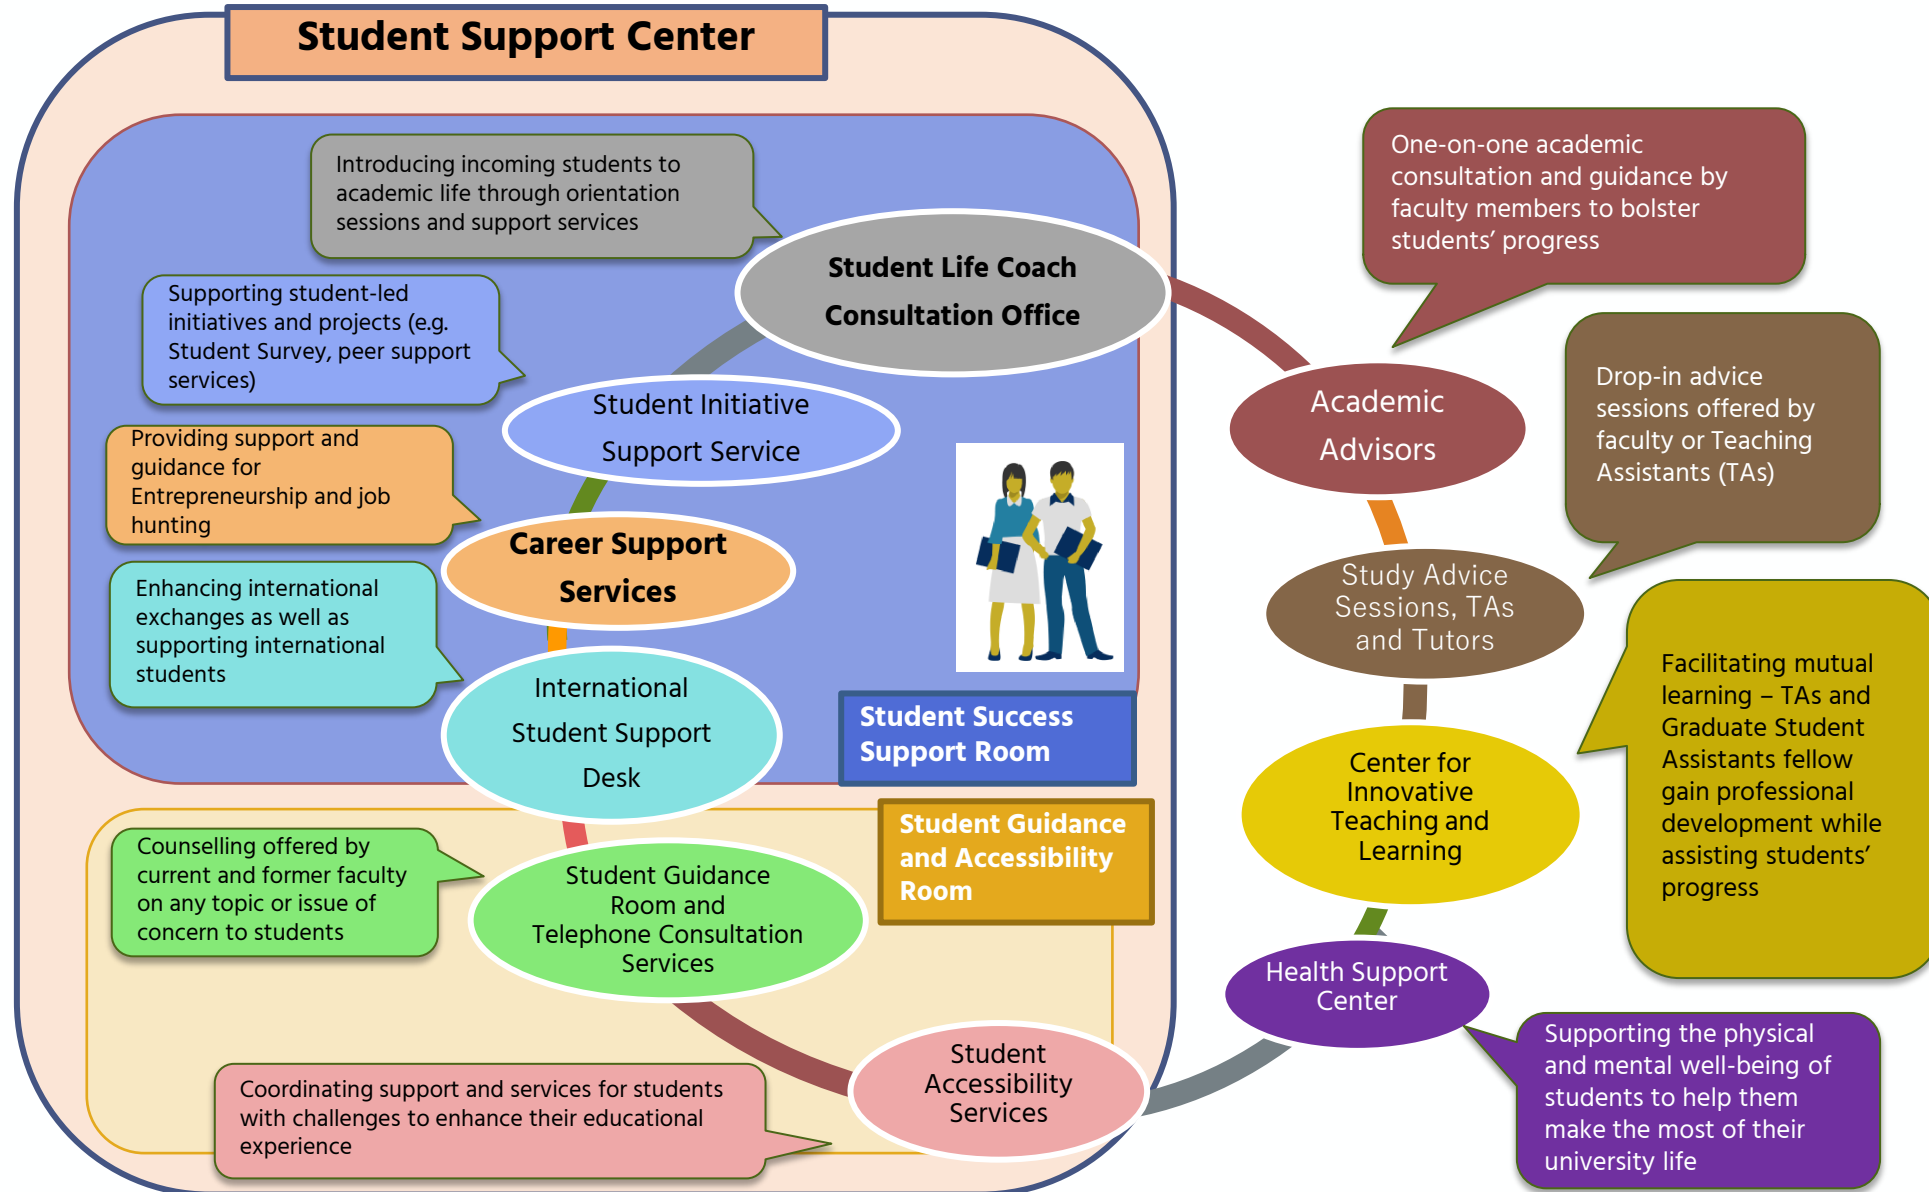 Student Support Center
Introducing incoming students to
academic life through orientation
sessions and support services
Student Life Coach
Consultation Office
Supporting student-led
initiatives and projects (e.g.
Student Survey, peer support
services)
Student Initiative
Support Service
Providing support and
guidance for
Entrepreneurship and job
hunting
Career Support
Services
Enhancing international
exchanges as well as
supporting international
students
International
Student Support
Desk
Student Success
Support Room
Student Guidance
and Accessibility
Room
Counselling offered by
current and former faculty
on any topic or issue of
concern to students
Student Guidance
Room and
Telephone Consultation
Services
Coordinating support and services for students
with challenges to enhance their educational
experience
Student
Accessibility
Services
One-on-one academic
consultation and guidance by
faculty members to bolster
students’ progress
Academic
Advisors
Drop-in advice
sessions offered by
faculty or Teaching
Assistants (TAs)
Study Advice
Sessions, TAs
and Tutors
Facilitating mutual
learning – TAs and
Graduate Student
Assistants fellow
gain professional
development while
assisting students’
progress
Center for
Innovative
Teaching and
Learning
Health Support
Center
Supporting the physical
and mental well-being of
students to help them
make the most of their
university life